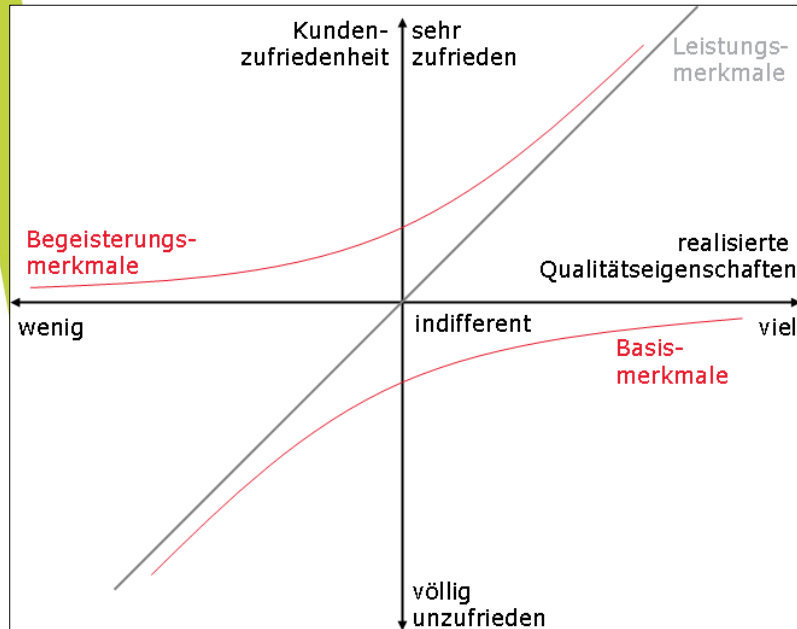 Kunden-
zufriedenheit
sehr
zufrieden
Leistungs-
merkmale
Begeisterungs-
merkmale
realisierte
Qualitätseigenschaften
wenig
indifferent
viel
Basis-
merkmale
völlig
unzufrieden